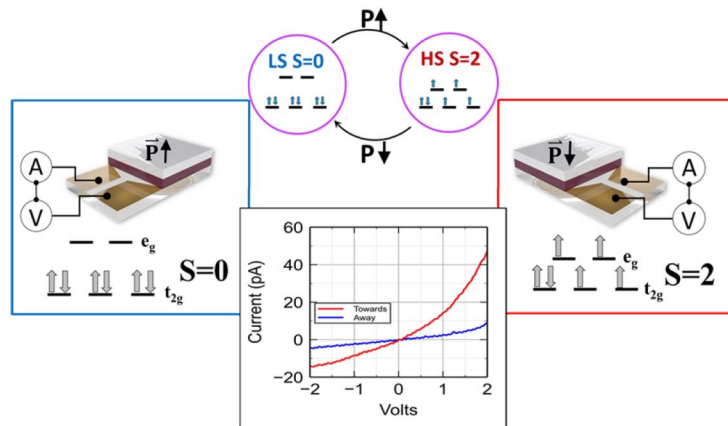 P↑
LS S=0
HS S=2
P↓
P↑
A
V
e_g
S=0
t_2g
P↓
A
V
e_g
S=2
t_2g
60
40
20
0
−20
Current (pA)
Towards
Away
−2
−1
0
1
2
Volts